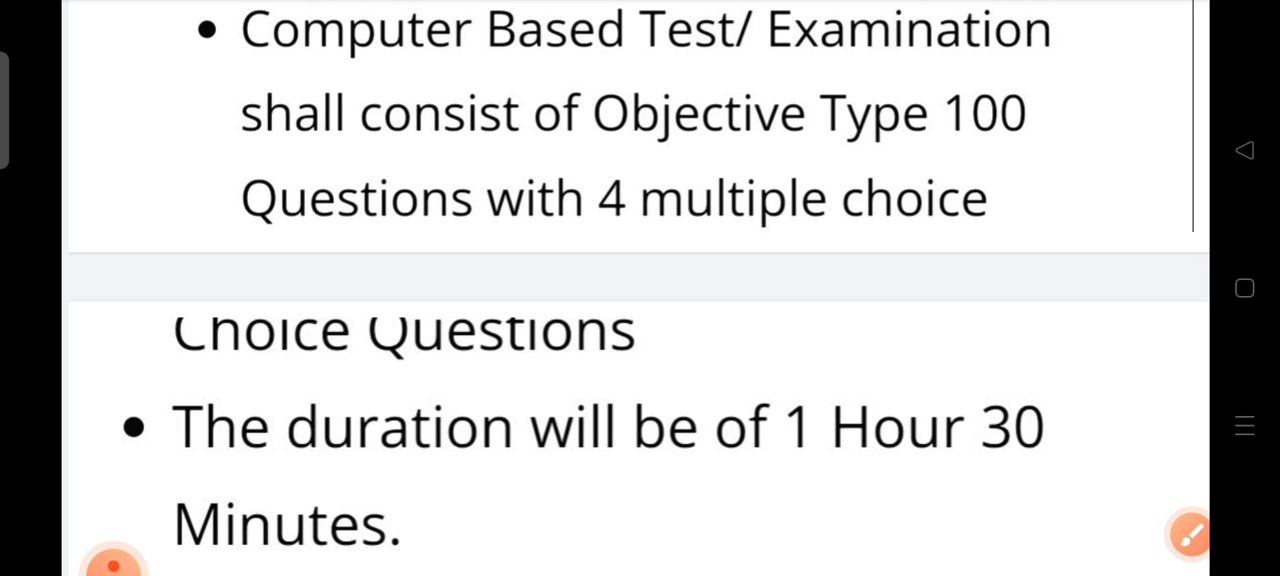 • Computer Based Test/ Examination
shall consist of Objective Type 100
Questions with 4 multiple choice
Choice Questions
• The duration will be of 1 Hour 30
Minutes.